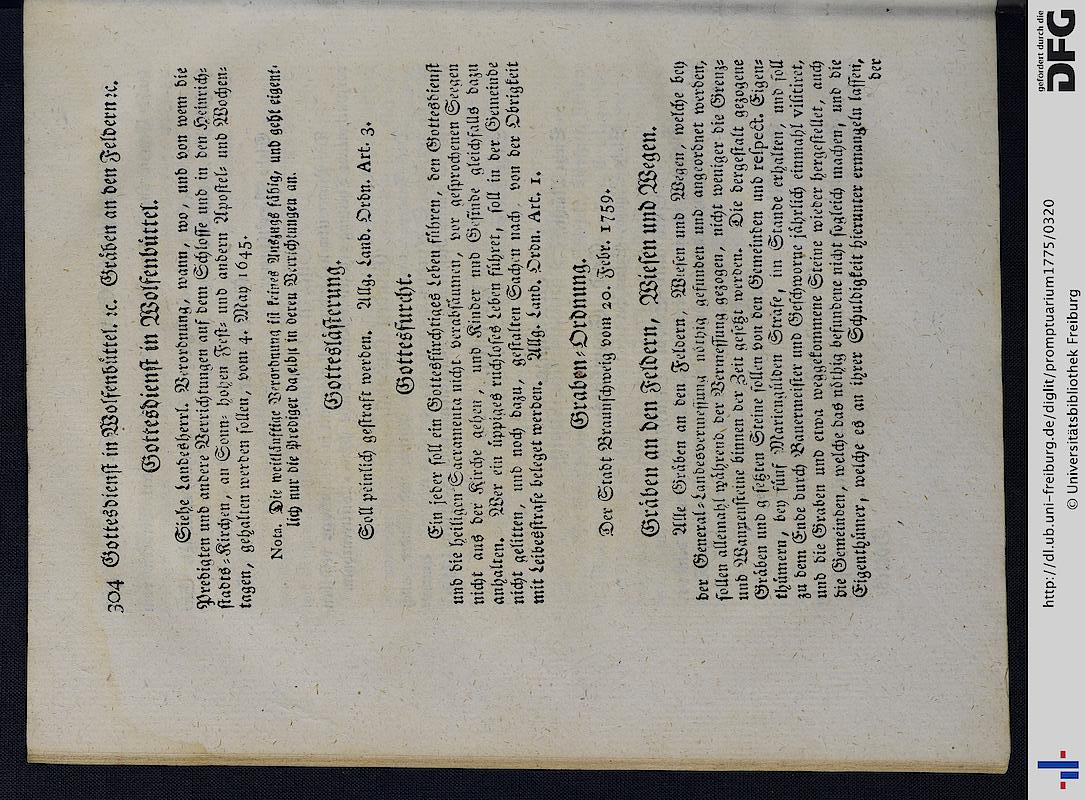 304 Gottesdienst in Wolfenbüttel. ꝛc. Gräben an den Feldern ꝛc.
Gottesdienst in Wolfenbüttel.
Siehe Landesherrl. Verordnung, wann, wo, und von wem die
Predigten und andere Verrichtungen auf dem Schlosse und in den Heinrich-
stadts-Kirchen, an Sonn- hohen Fest- und andern Apostel- und Wochen-
tagen, gehalten werden sollen, vom 4. May 1645.
Nota. Die weitläuftige Verordnung ist keines Auszugs fähig, und geht eigent-
lich nur die Prediger daselbst in deren Verrichtungen an.
Gotteslästerung.
Soll peinlich gestraft werden. Allg. Land. Ordn. Art. 3.
Gottesfurcht.
Ein jeder soll ein Gottesfürchtiges Leben führen, den Gottesdienst
und die heiligen Sacramenta nicht verabsäumen, vor gesprochenen Seegen
nicht aus der Kirche gehen, und Kinder und Gesinde gleichfalls dazu
anhalten. Wer ein üppiges ruchloses Leben führet, soll in der Gemeinde
nicht gelitten, und noch dazu, gestalten Sachen nach, von der Obrigkeit
mit Leibesstrafe beleget werden. Allg. Land. Ordn. Art. 1.
Graben-Ordnung.
Der Stadt Braunschweig vom 20. Febr. 1759.
Gräben an den Feldern, Wiesen und Wegen.
Alle Gräben an den Feldern, Wiesen und Wegen, welche bey
der General-Landesvermessung nöthig gefunden und angeordnet werden,
sollen allemahl während der Vermessung gezogen, nicht weniger die Grenz-
und Wannensteine binnen der Zeit gesetzt werden. Die dergestalt gezogene
Gräben und gesetzten Steine sollen von den Gemeinden und respect. Eigen-
thümern, bey fünf Mariengülden Strafe, im Stande erhalten, und soll
zu dem Ende durch Bauermeister und Geschworne jährlich einmahl visitiret,
und die Graben und etwa weggekommene Steine wieder hergestellet, auch
die Gemeinden, welche das nöthig befundene nicht sogleich machen, und die
Eigenthümer, welche es an ihrer Schuldigkeit hierunter ermangeln lassen,
der
gefördert durch die
DFG
http://dl.ub.uni-freiburg.de/diglit/promptuarium1775/0320
© Universitätsbibliothek Freiburg